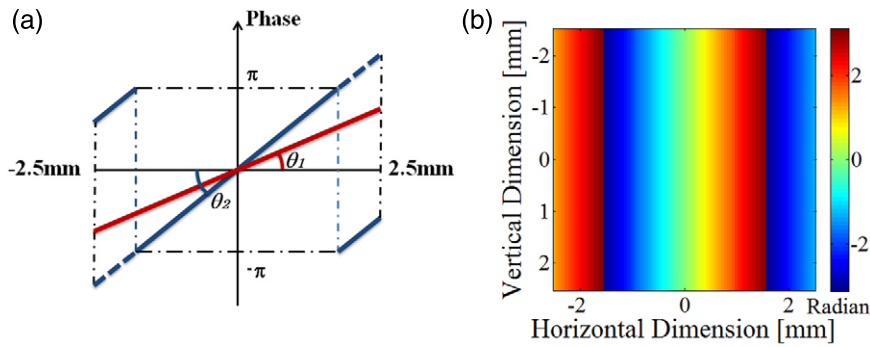 (a)
Phase
π
-2.5mm
θ1
2.5mm
θ2
-π
(b)
Vertical Dimension [mm]
-2
-1
0
1
2
-2
0
2
Horizontal Dimension [mm]
2
0
-2
Radian